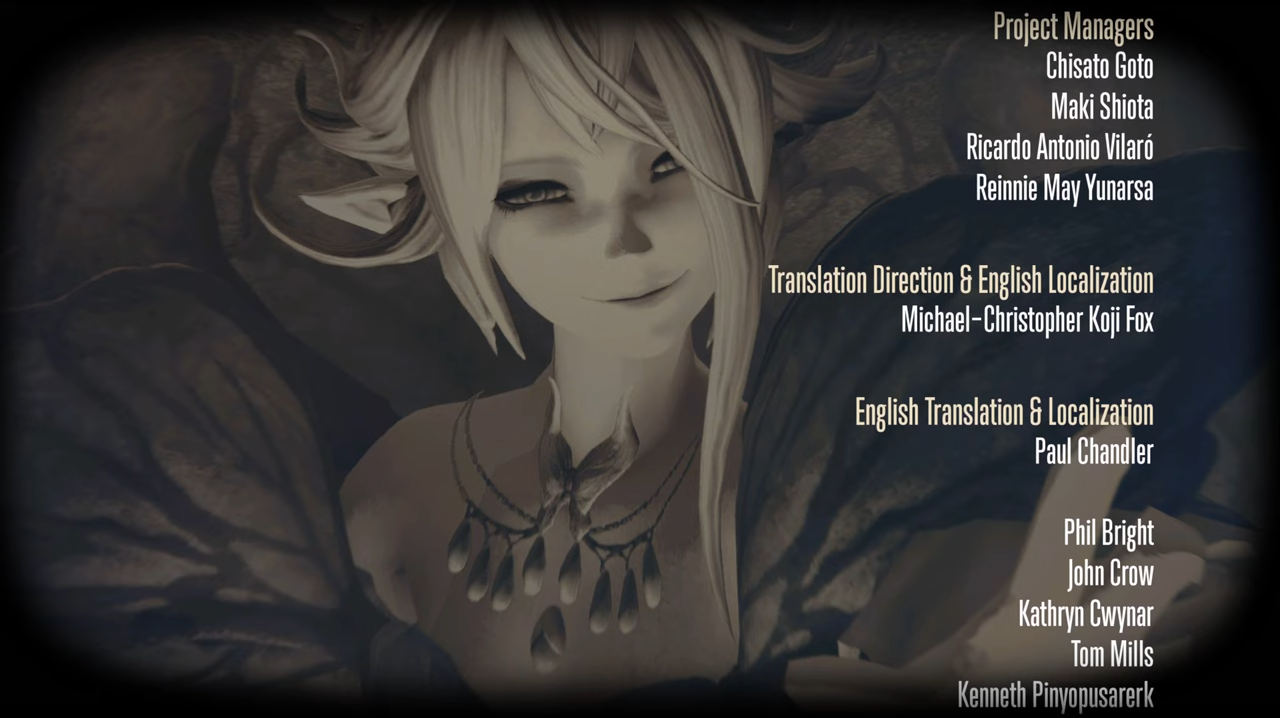 Project Managers
Chisato Goto
Maki Shiota
Ricardo Antonio Vilaró
Reinnie May Yunarsa
Translation Direction & English Localization
Michael-Christopher Koji Fox
English Translation & Localization
Paul Chandler
Phil Bright
John Crow
Kathryn Cwynar
Tom Mills
Kenneth Pinyopusarerk